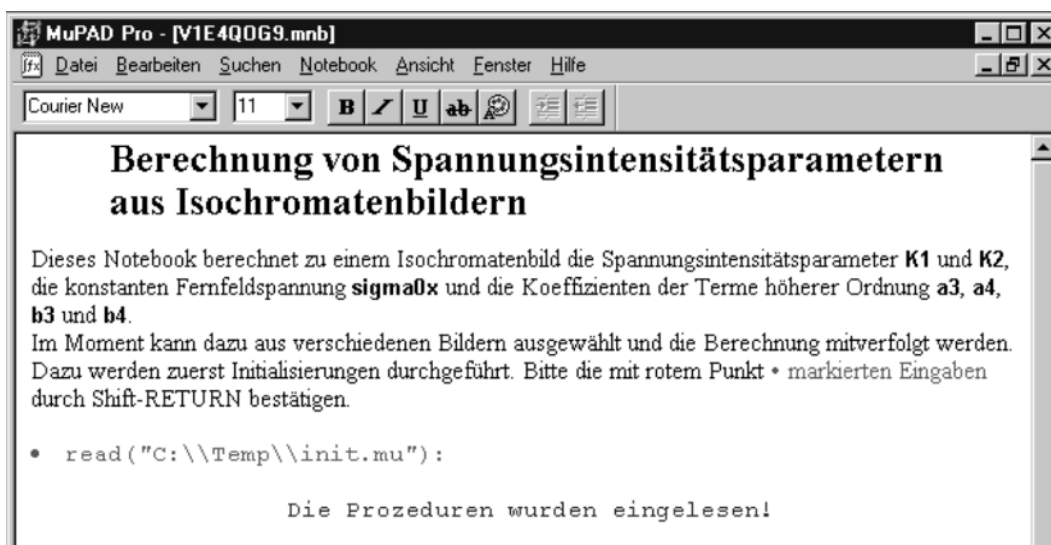 MuPAD Pro - [V1E4QOG9.mnb]
Datei Bearbeiten Suchen Notebook Ansicht Fenster Hilfe
Courier New 11 B I U ab A
Berechnung von Spannungsintensitätsparametern
aus Isochromatenbildern
Dieses Notebook berechnet zu einem Isochromatenbild die Spannungsintensitätsparameter K1 und K2,
die konstanten Fernfeldspannung sigma0x und die Koeffizienten der Terme höherer Ordnung a3, a4,
b3 und b4.
Im Moment kann dazu aus verschiedenen Bildern ausgewählt und die Berechnung mitverfolgt werden.
Dazu werden zuerst Initialisierungen durchgeführt. Bitte die mit rotem Punkt • markierten Eingaben
durch Shift-RETURN bestätigen.
• read("C:\\Temp\\init.mu"):
Die Prozeduren wurden eingelesen!